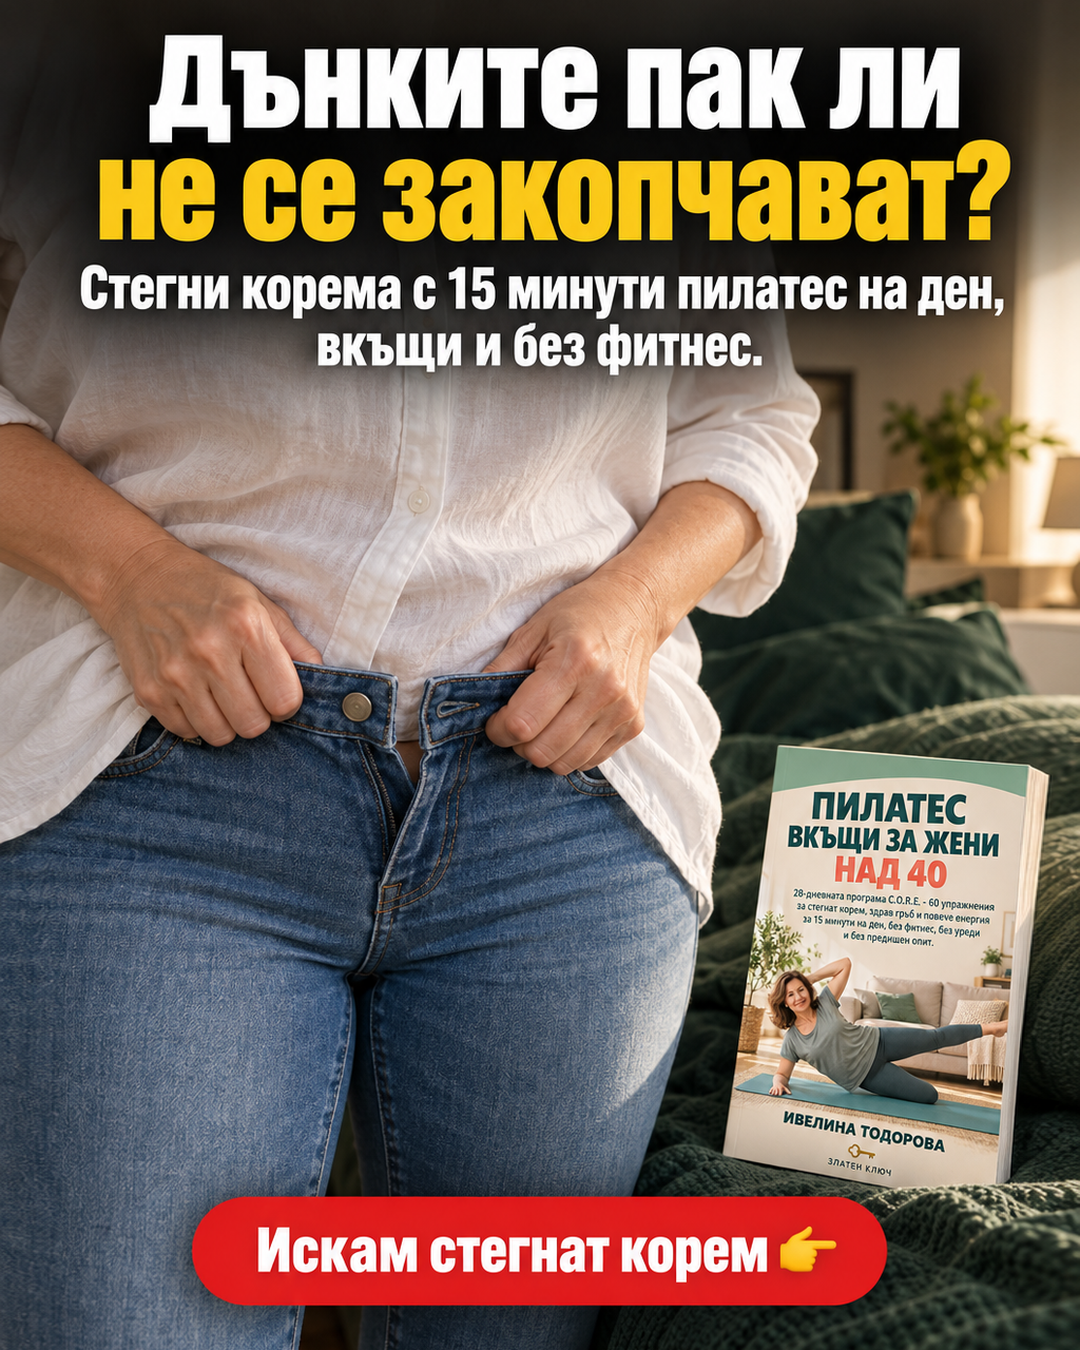 Дънките пак ли
не се закопчават?
Стегни корема с 15 минути пилатес на ден,
вкъщи и без фитнес.
ПИЛАТЕС
ВКЪЩИ ЗА ЖЕНИ
НАД 40
28-дневната програма C.O.R.E. - 60 упражнения
за стегнат корем, здрав гръб и повече енергия
за 15 минути на ден, без фитнес, без уреди
и без предишен опит.
ИВЕЛИНА ТОДОРОВА
ЗЛАТЕН КЛЮЧ
Искам стегнат корем 👉